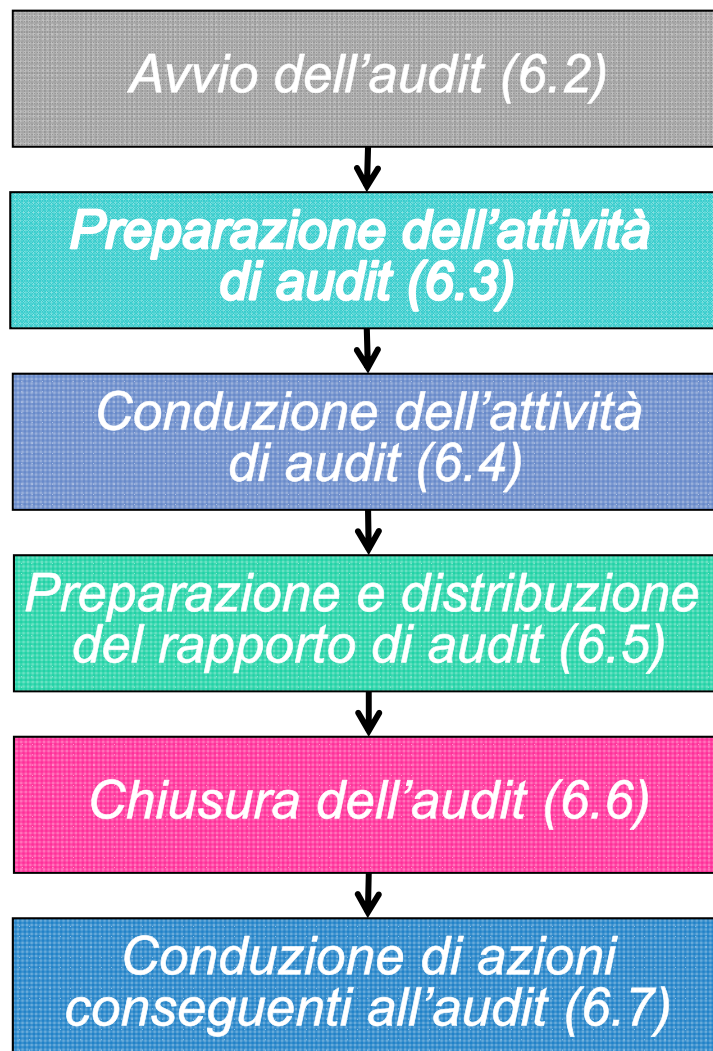 Avvio dell’audit (6.2)
Preparazione dell’attività
di audit (6.3)
Conduzione dell’attività
di audit (6.4)
Preparazione e distribuzione
del rapporto di audit (6.5)
Chiusura dell’audit (6.6)
Conduzione di azioni
conseguenti all’audit (6.7)